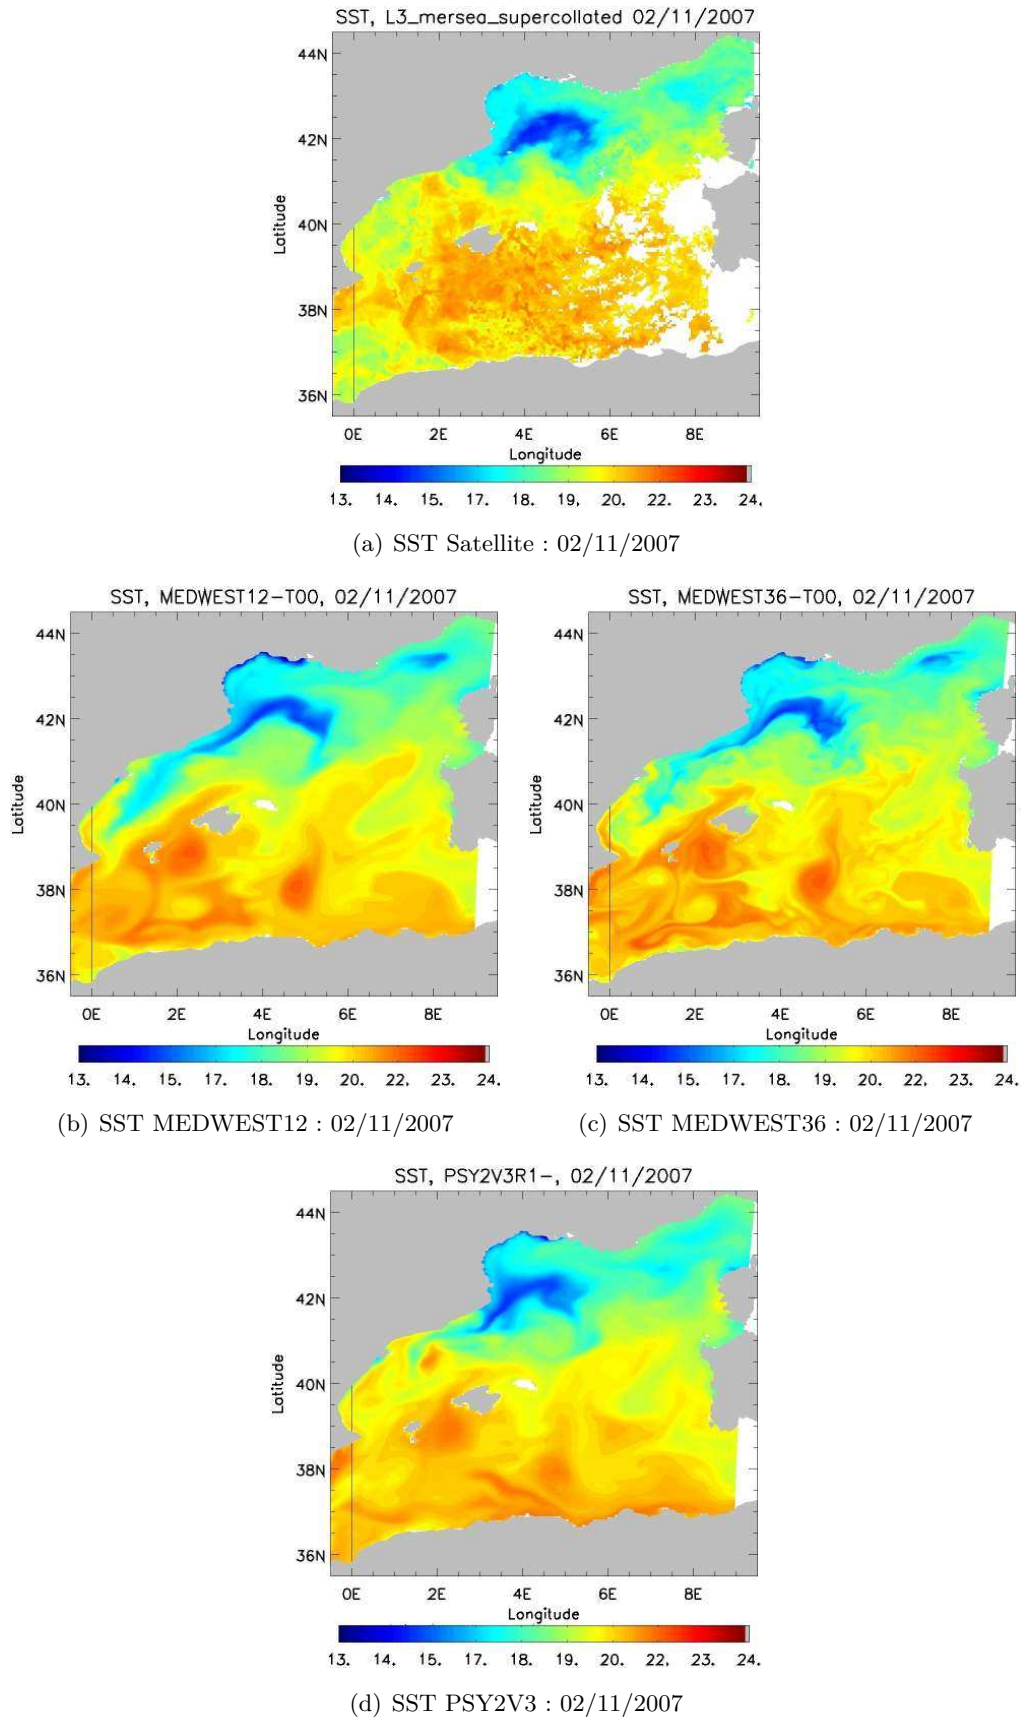 SST, L3_mersea_supercollated 02/11/2007
44N
42N
40N
38N
36N
Latitude
0E 2E 4E 6E 8E
Longitude
13. 14. 15. 17. 18. 19. 20. 22. 23. 24.
(a) SST Satellite : 02/11/2007
SST, MEDWEST12-T00, 02/11/2007
44N
42N
40N
38N
36N
Latitude
0E 2E 4E 6E 8E
Longitude
13. 14. 15. 17. 18. 19. 20. 22. 23. 24.
(b) SST MEDWEST12 : 02/11/2007
SST, MEDWEST36-T00, 02/11/2007
44N
42N
40N
38N
36N
Latitude
0E 2E 4E 6E 8E
Longitude
13. 14. 15. 17. 18. 19. 20. 22. 23. 24.
(c) SST MEDWEST36 : 02/11/2007
SST, PSY2V3R1-, 02/11/2007
44N
42N
40N
38N
36N
Latitude
0E 2E 4E 6E 8E
Longitude
13. 14. 15. 17. 18. 19. 20. 22. 23. 24.
(d) SST PSY2V3 : 02/11/2007